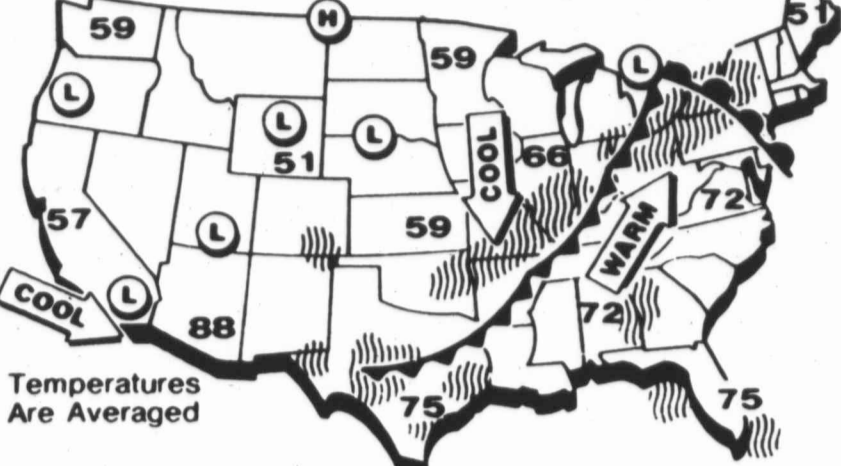 51
59
H
59
L
L
L
L
51
COOL
66
72
57
59
L
WARM
COOL
L
88
72
Temperatures
Are Averaged
75
75